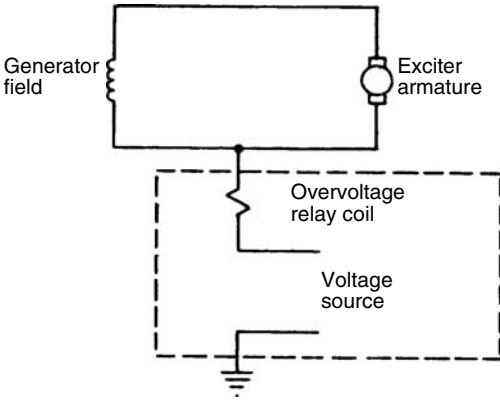 Generator
field
Exciter
armature
Overvoltage
relay coil
Voltage
source